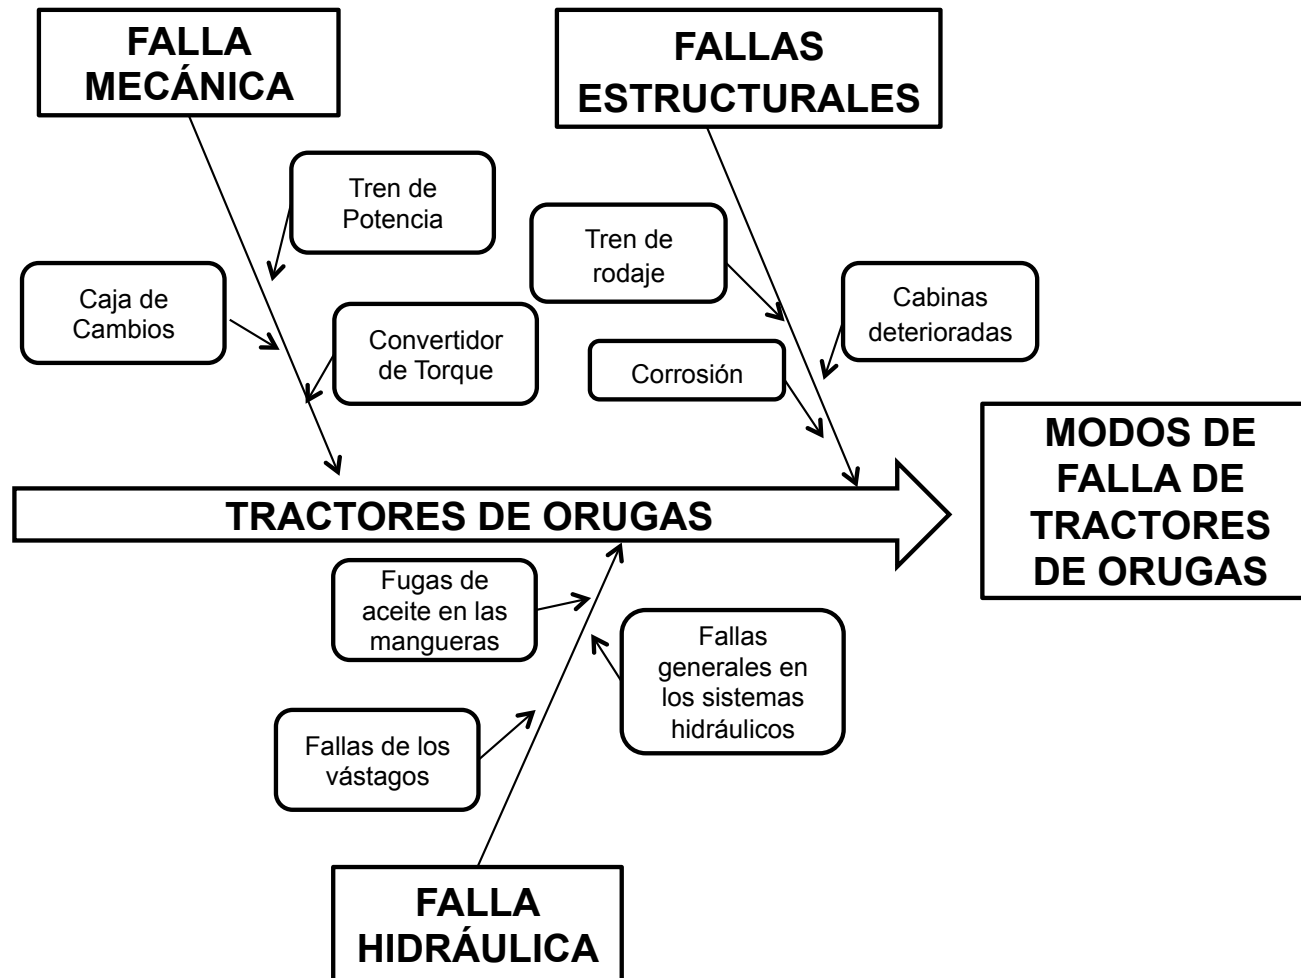 FALLA
MECÁNICA
FALLAS
ESTRUCTURALES
Tren de
Potencia
Caja de
Cambios
Convertidor
de Torque
Tren de
rodaje
Cabinas
deterioradas
Corrosión
MODOS DE
FALLA DE
TRACTORES
DE ORUGAS
TRACTORES DE ORUGAS
Fugas de
aceite en las
mangueras
Fallas
generales en
los sistemas
hidráulicos
Fallas de los
vástagos
FALLA
HIDRÁULICA